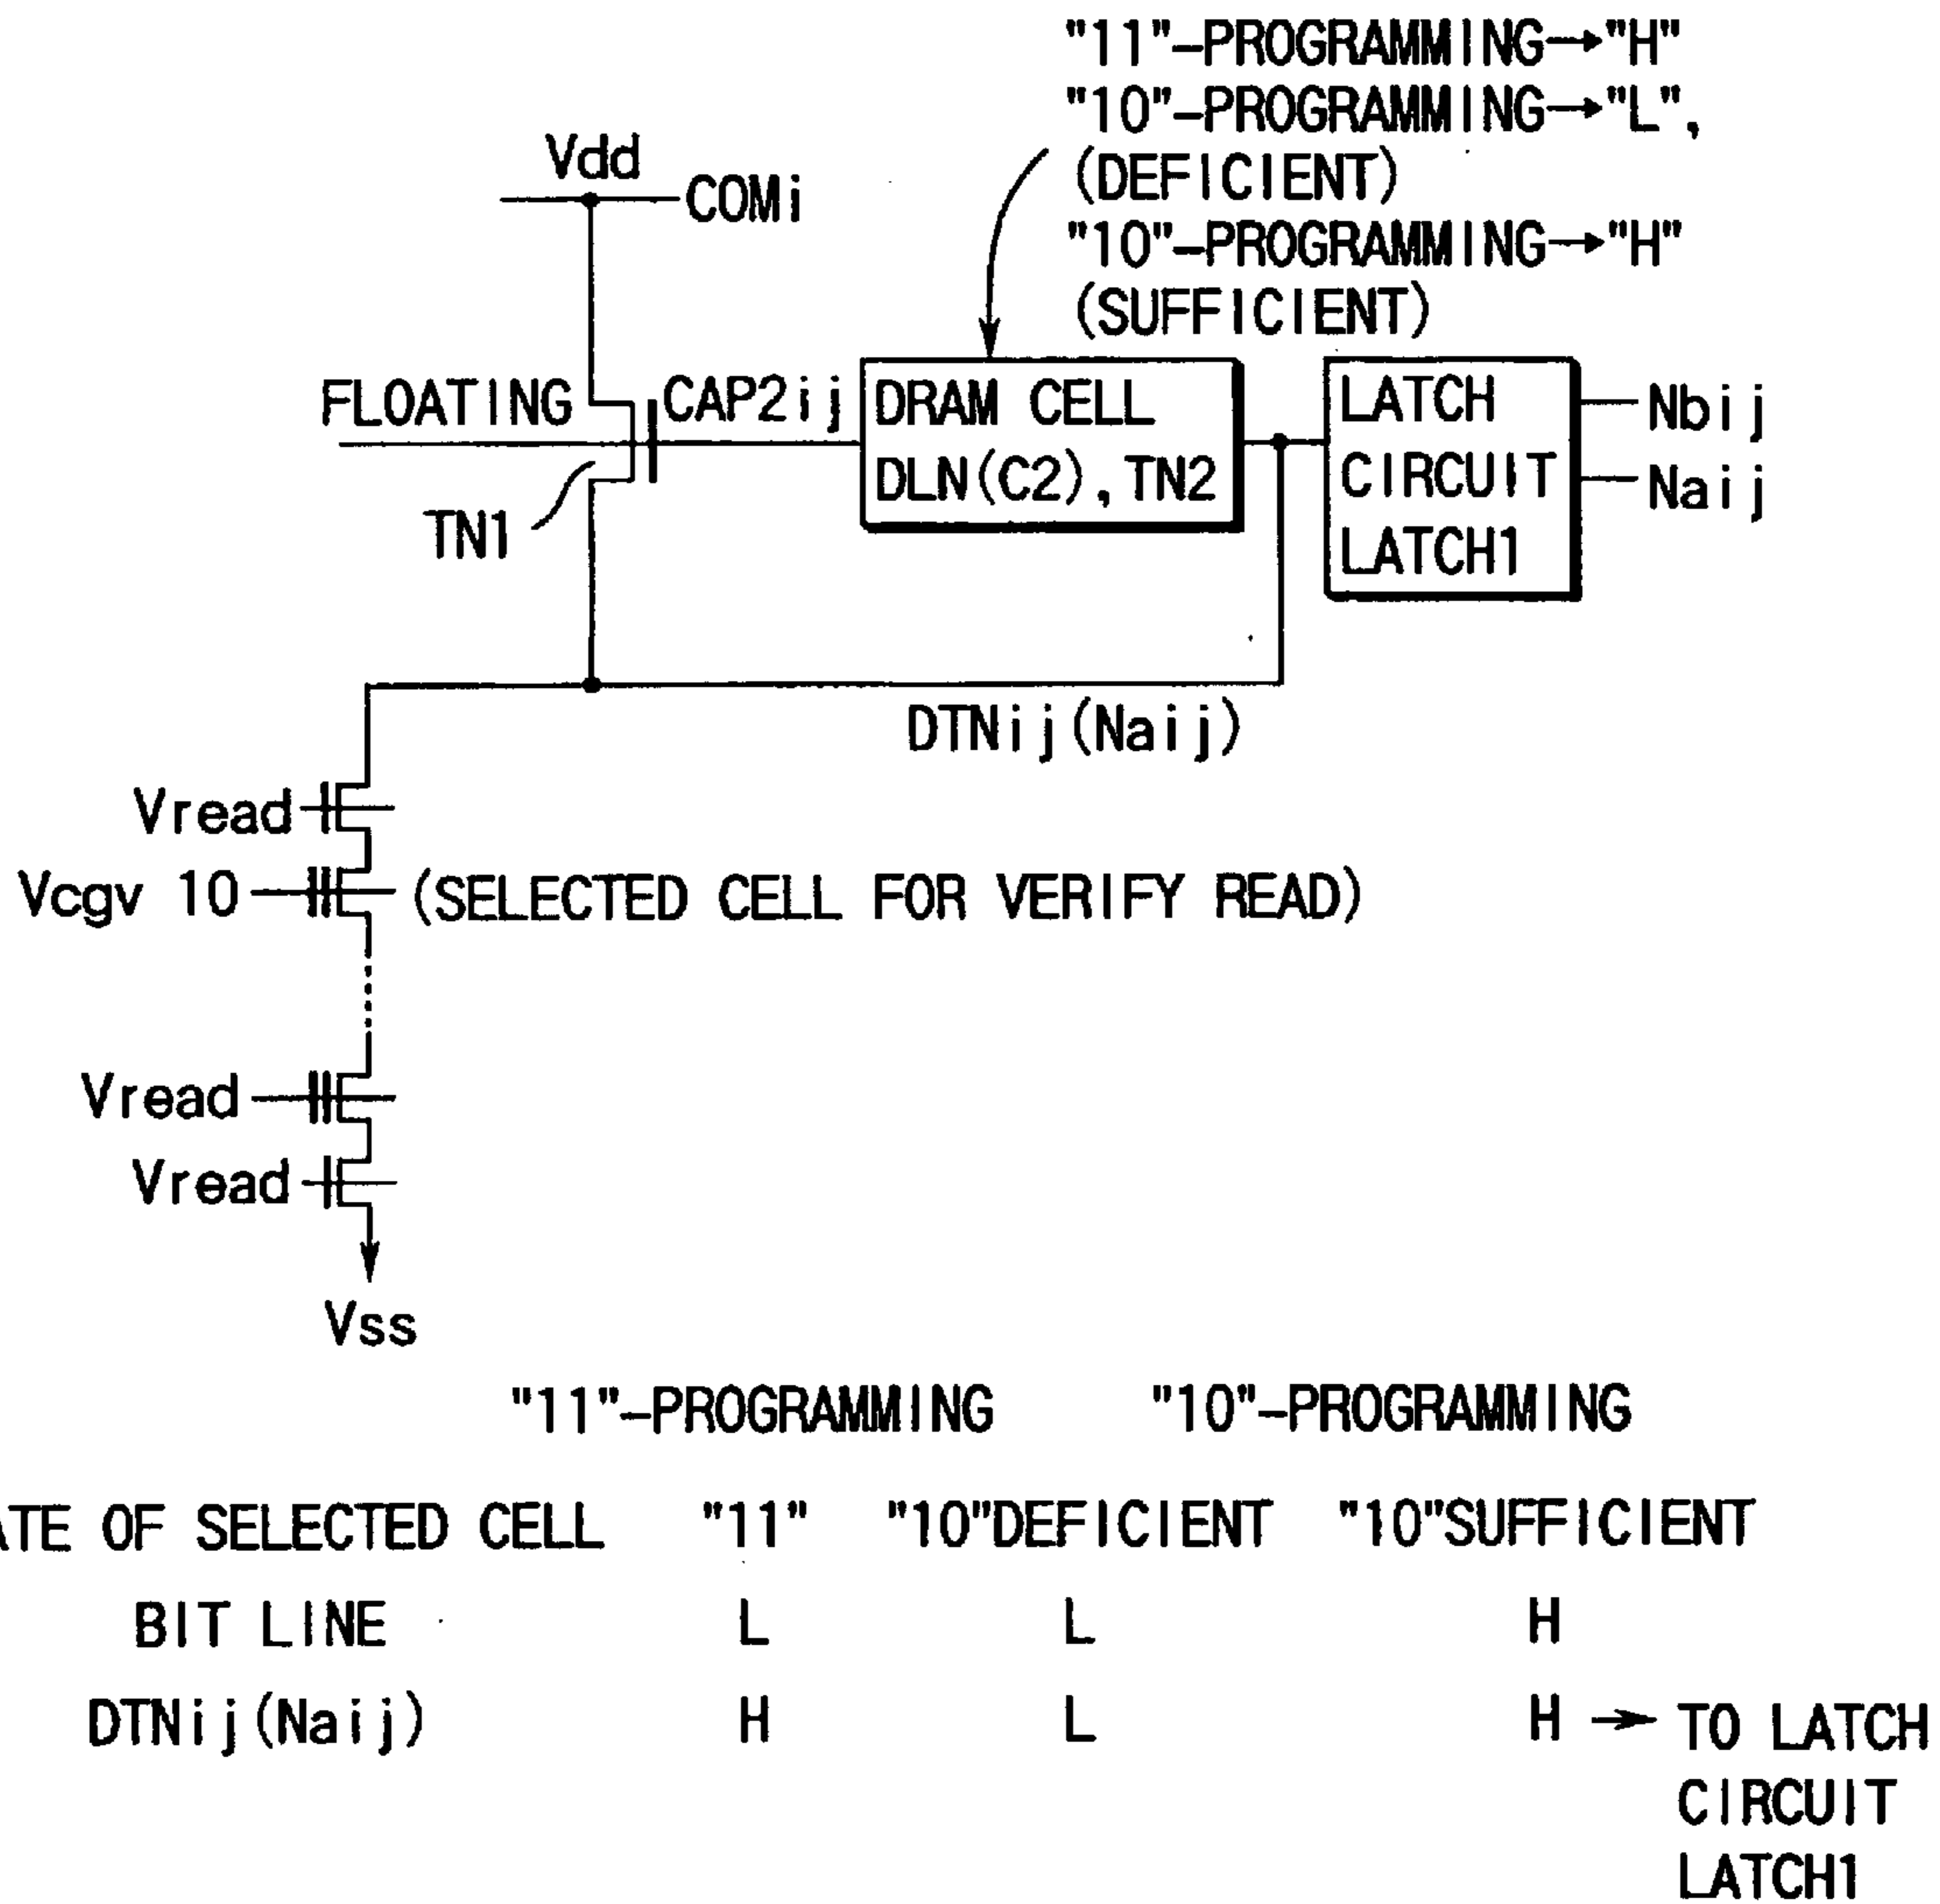 "11"-PROGRAMMING→"H"
"10"-PROGRAMMING→"L",
(DEFICIENT)
"10"-PROGRAMMING→"H"
(SUFFICIENT)
Vdd
COMi
FLOATING
CAP2ij
DRAM CELL
DLN(C2),TN2
LATCH
CIRCUIT
LATCH1
Nbij
Naij
TN1
DTNij(Naij)
Vread
Vcgv 10
(SELECTED CELL FOR VERIFY READ)
Vread
Vread
Vss
"11"-PROGRAMMING "10"-PROGRAMMING
OF SELECTED CELL "11" "10"DEFICIENT "10"SUFFICIENT
BIT LINE L L H
DTNij(Naij) H L H → TO LATCH
CIRCUIT
LATCH1